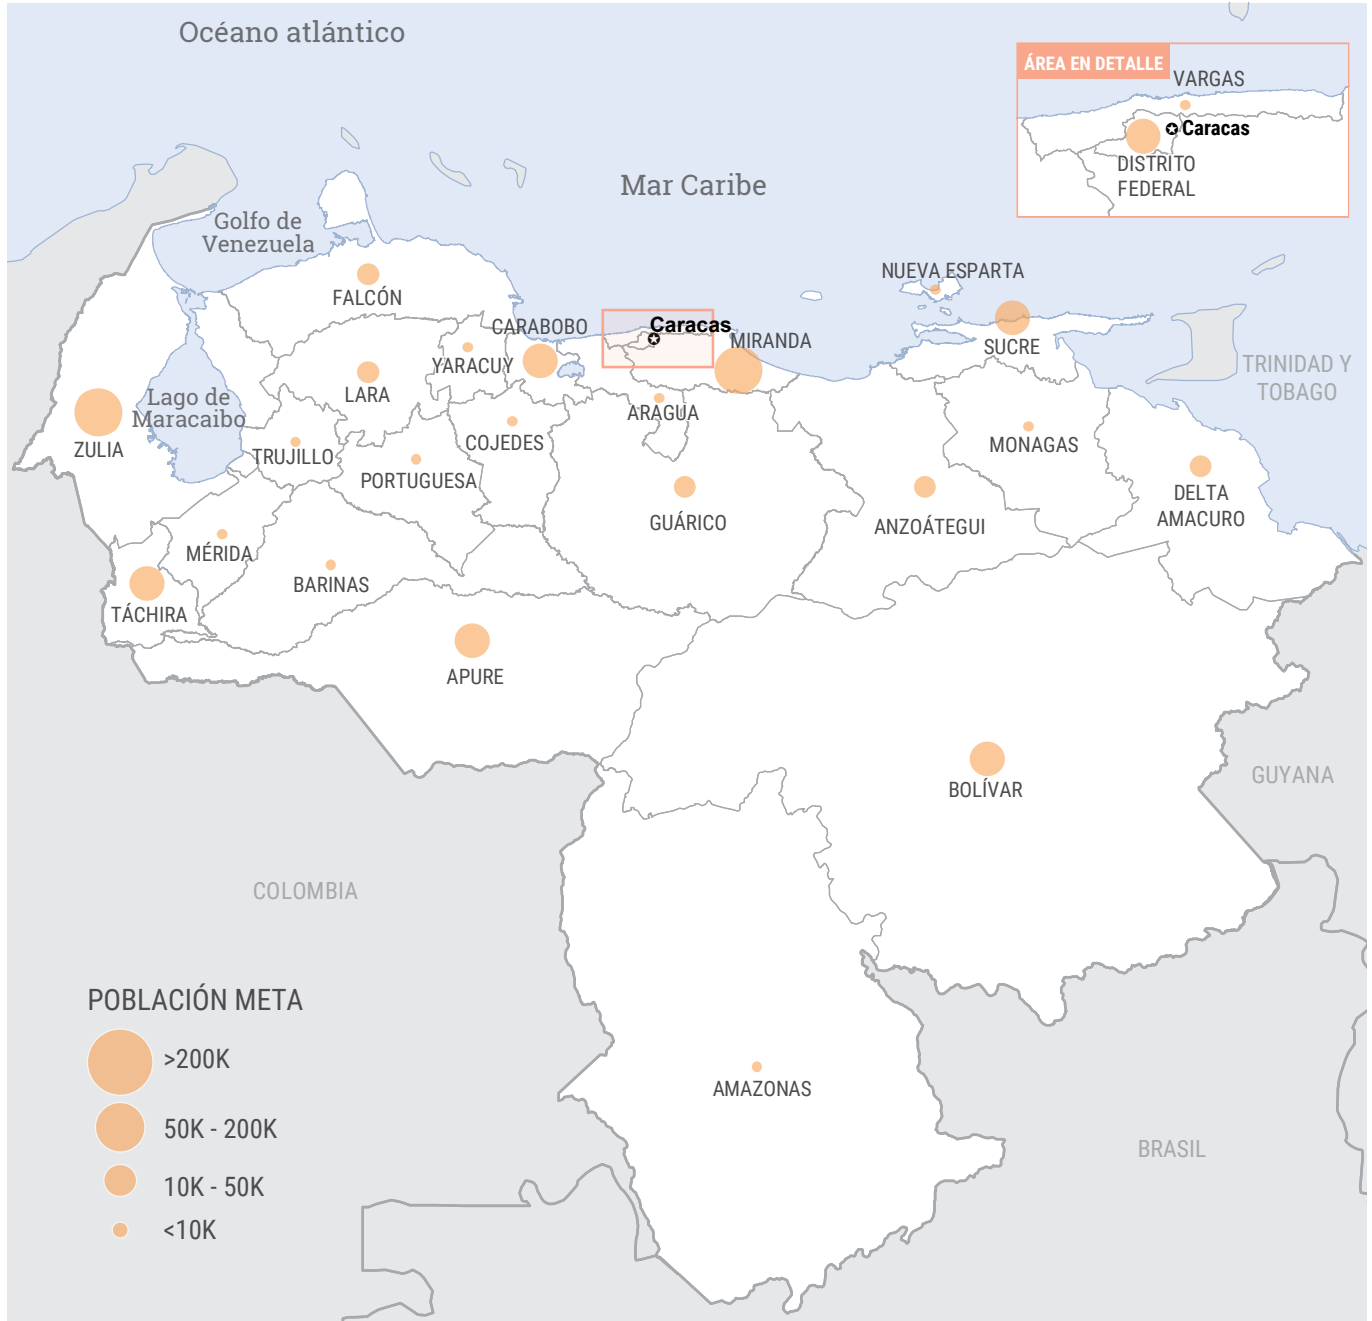 Océano atlántico
ÁREA EN DETALLE
VARGAS
Caracas
DISTRITO
FEDERAL
Mar Caribe
Golfo de
Venezuela
NUEVA ESPARTA
FALCÓN
CARABOBO
Caracas
MIRANDA
SUCRE
YARACUY
TRINIDAD Y
TOBAGO
LARA
Lago de
Maracaibo
ARAGUA
ZULIA
TRUJILLO
COJEDES
MONAGAS
PORTUGUESA
GUÁRICO
ANZOÁTEGUI
DELTA
AMACURO
MÉRIDA
BARINAS
TÁCHIRA
APURE
BOLÍVAR
GUYANA
COLOMBIA
POBLACIÓN META
>200K
50K - 200K
10K - 50K
<10K
AMAZONAS
BRASIL